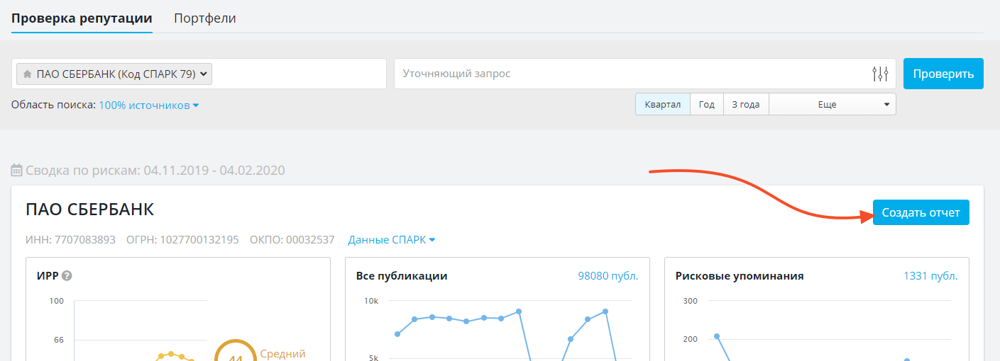 Проверка репутации Портфели
ПАО СБЕРБАНК (Код СПАРК 79) Уточняющий запрос Проверить
Область поиска: 100% источников Квартал Год 3 года Еще
Сводка по рискам: 04.11.2019 - 04.02.2020
ПАО СБЕРБАНК Создать отчет
ИНН: 7707083893 ОГРН: 1027700132195 ОКПО: 00032537 Данные СПАРК
ИРР ? Все публикации 98080 публ. Рисковые упоминания 1331 публ.
100 10k 300
66 200
44 Средний
5k